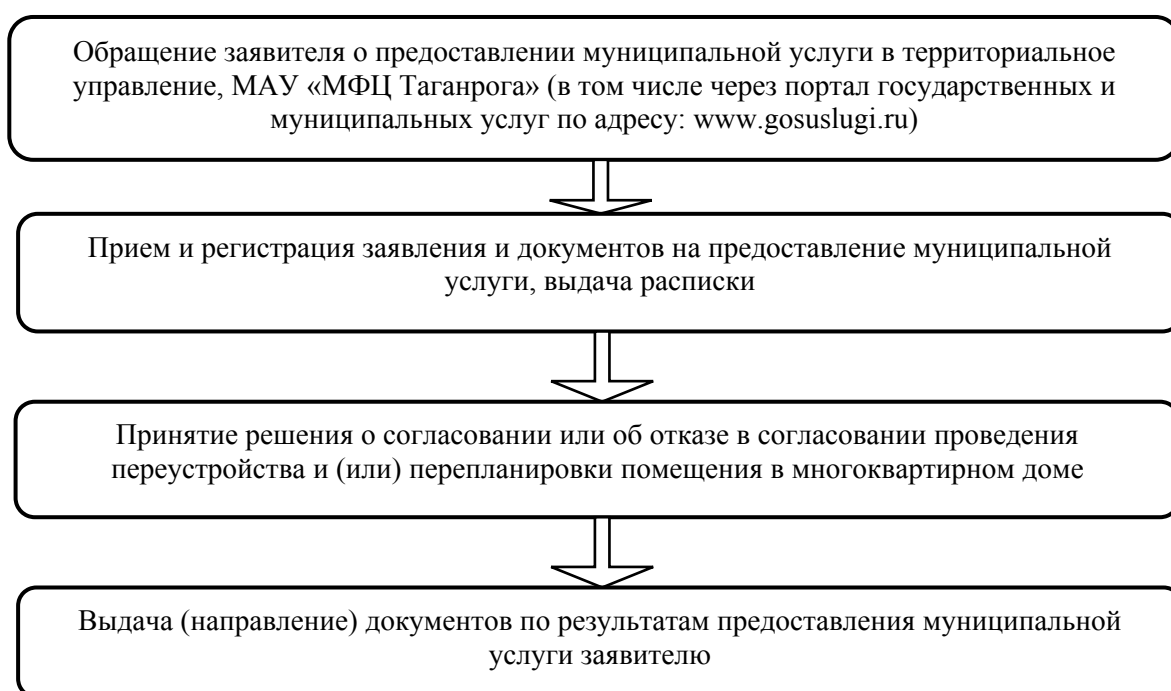 Обращение заявителя о предоставлении муниципальной услуги в территориальное
управление, МАУ «МФЦ Таганрога» (в том числе через портал государственных и
муниципальных услуг по адресу: www.gosuslugi.ru)
Прием и регистрация заявления и документов на предоставление муниципальной
услуги, выдача расписки
Принятие решения о согласовании или об отказе в согласовании проведения
переустройства и (или) перепланировки помещения в многоквартирном доме
Выдача (направление) документов по результатам предоставления муниципальной
услуги заявителю